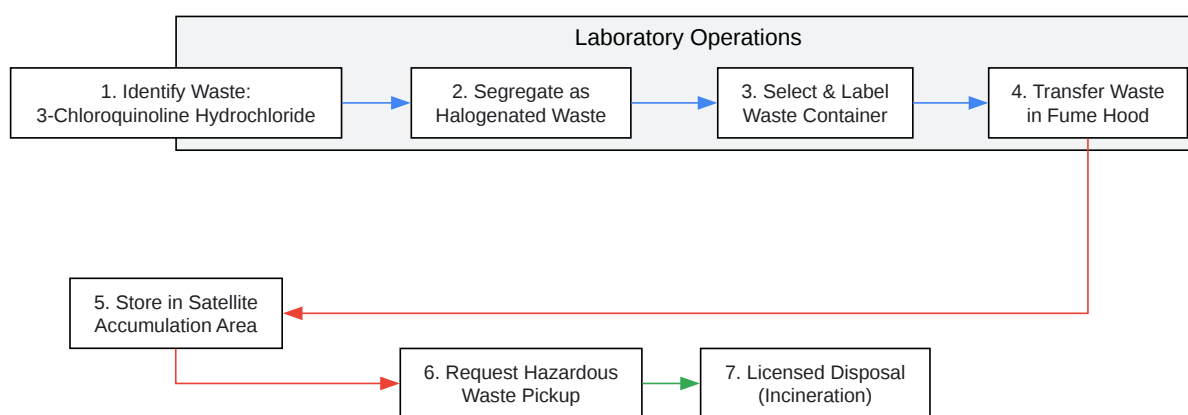 Laboratory Operations
1. Identify Waste:
3-Chloroquinoline Hydrochloride
2. Segregate as
Halogenated Waste
3. Select & Label
Waste Container
4. Transfer Waste
in Fume Hood
5. Store in Satellite
Accumulation Area
6. Request Hazardous
Waste Pickup
7. Licensed Disposal
(Incineration)